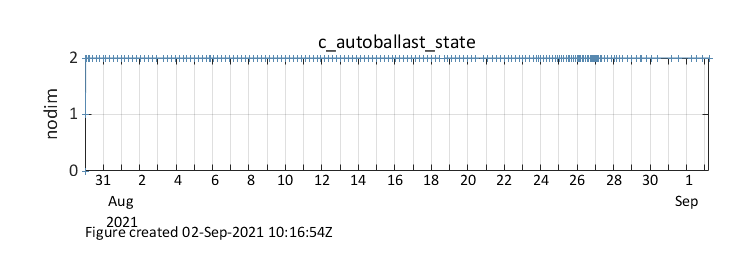 c_autoballast_state
nodim
2
1
0
31 2 4 6 8 10 12 14 16 18 20 22 24 26 28 30 1
Aug Sep
2021
Figure created 02-Sep-2021 10:16:54Z